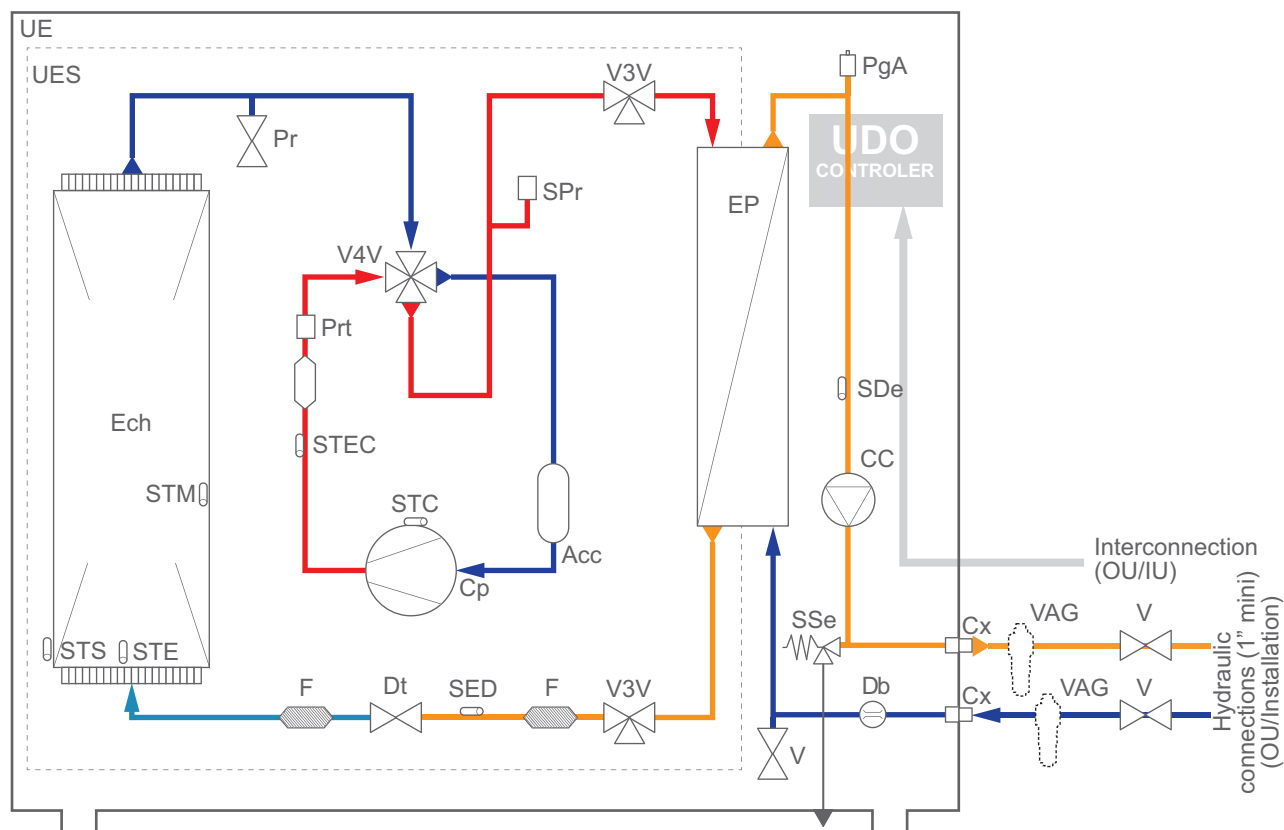 UE
UES
V3V
PgA
UDO
CONTROLER
Pr
SPr
EP
V4V
Prt
SDe
Ech
STEC
CC
STM
STC
Acc
Cp
Interconnection
(OU/IU)
STS
STE
SSe
Cx
VAG
V
F
Dt
SED
F
V3V
Db
Cx
VAG
V
V
Hydraulic
connections (1” mini)
(OU/Installation)